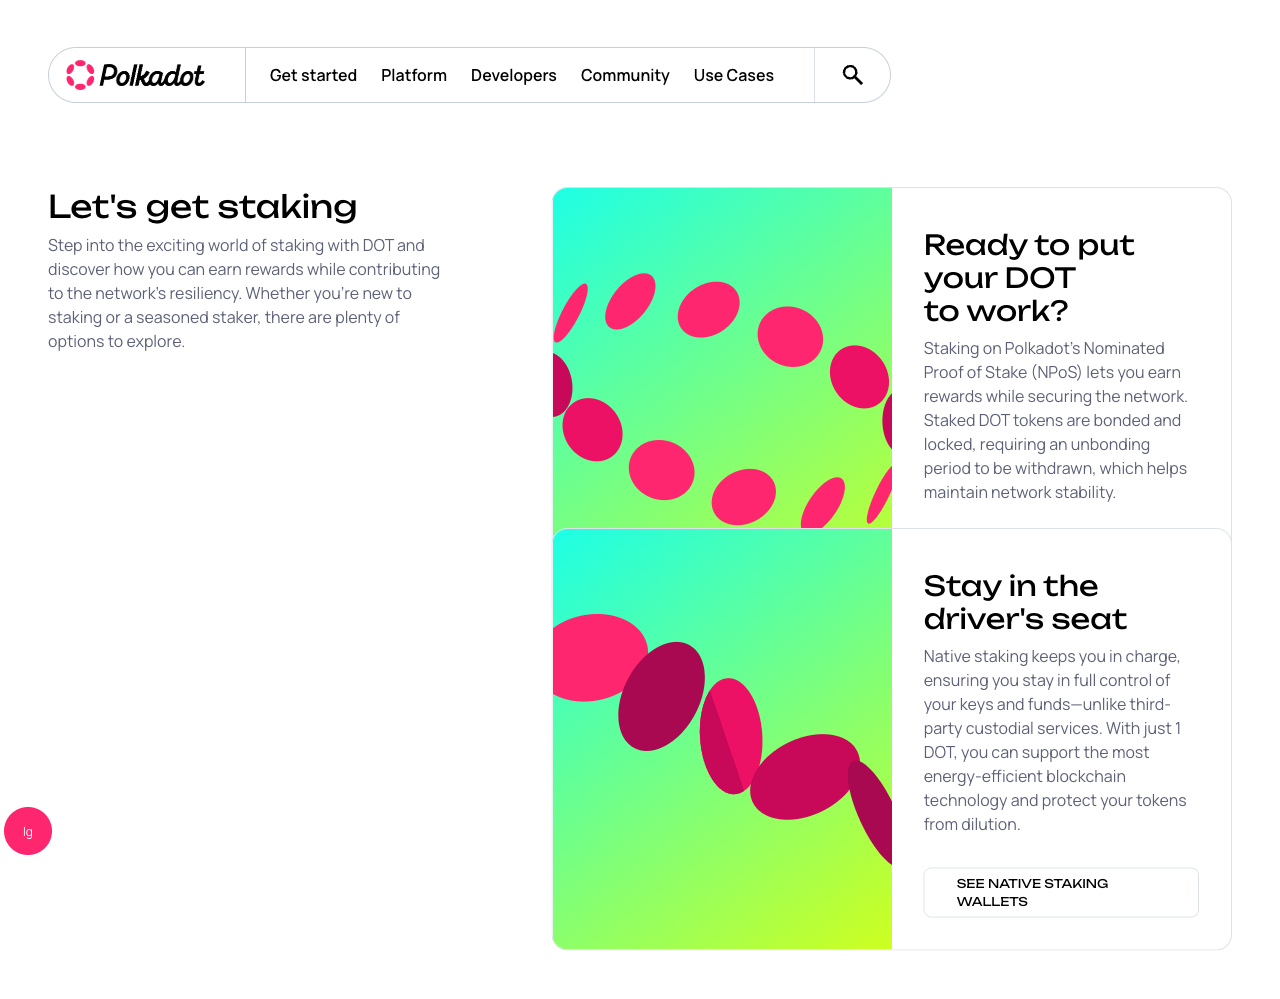 Polkadot
Get started Platform Developers Community Use Cases
Let's get staking
Step into the exciting world of staking with DOT and
discover how you can earn rewards while contributing
to the network's resiliency. Whether you're new to
staking or a seasoned staker, there are plenty of
options to explore.
Ready to put
your DOT
to work?
Staking on Polkadot's Nominated
Proof of Stake (NPoS) lets you earn
rewards while securing the network.
Staked DOT tokens are bonded and
locked, requiring an unbonding
period to be withdrawn, which helps
maintain network stability.
Stay in the
driver's seat
Native staking keeps you in charge,
ensuring you stay in full control of
your keys and funds—unlike third-
party custodial services. With just 1
DOT, you can support the most
energy-efficient blockchain
technology and protect your tokens
from dilution.
SEE NATIVE STAKING
WALLETS
lg